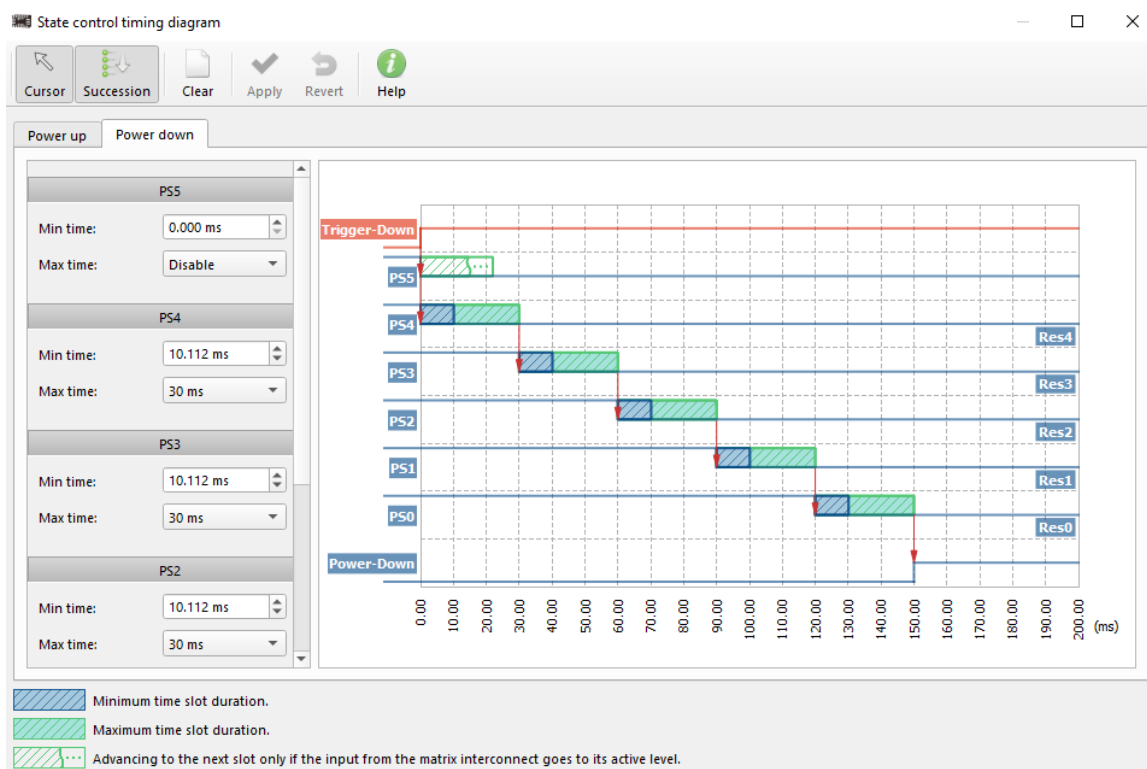 State control timing diagram
Cursor Succession Clear Apply Revert Help
Power up Power down
PS5
Min time: 0.000 ms
Max time: Disable
PS4
Min time: 10.112 ms
Max time: 30 ms
PS3
Min time: 10.112 ms
Max time: 30 ms
PS2
Min time: 10.112 ms
Max time: 30 ms
Trigger-Down
PS5
PS4
Res4
PS3
Res3
PS2
Res2
PS1
Res1
PS0
Res0
Power-Down
0.00 10.00 20.00 30.00 40.00 50.00 60.00 70.00 80.00 90.00 100.00 110.00 120.00 130.00 140.00 150.00 160.00 170.00 180.00 190.00 200.00 (ms)
Minimum time slot duration.
Maximum time slot duration.
Advancing to the next slot only if the input from the matrix interconnect goes to its active level.